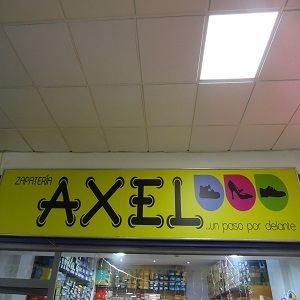 ZAPATERÍA
AXEL
...un paso por delante